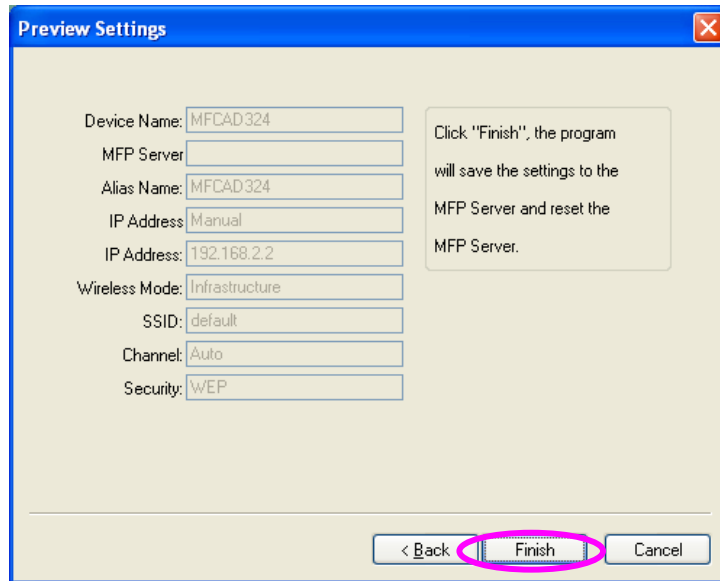 Preview Settings
Device Name: MFCAD324
MFP Server
Alias Name: MFCAD324
IP Address Manual
IP Address: 192.168.2.2
Wireless Mode: Infrastructure
SSID: default
Channel: Auto
Security: WEP
Click "Finish", the program
will save the settings to the
MFP Server and reset the
MFP Server.
< Back Finish Cancel